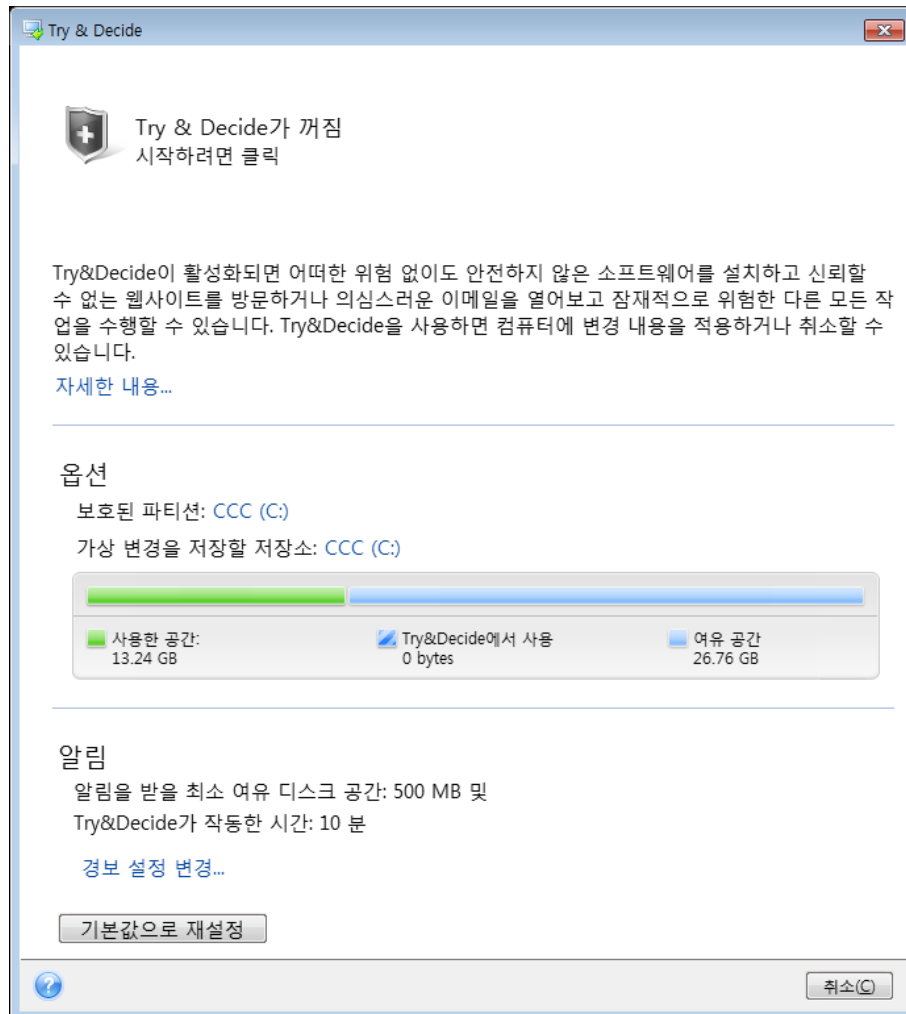 Try & Decide
Try & Decide가 꺼짐
시작하려면 클릭
Try&Decide이 활성화되면 어떠한 위험 없이도 안전하지 않은 소프트웨어를 설치하고 신뢰할
수 없는 웹사이트를 방문하거나 의심스러운 이메일을 열어보고 잠재적으로 위험한 다른 모든 작
업을 수행할 수 있습니다. Try&Decide을 사용하면 컴퓨터에 변경 내용을 적용하거나 취소할 수
있습니다.
자세한 내용...
옵션
보호된 파티션: CCC (C:)
가상 변경을 저장할 저장소: CCC (C:)
사용한 공간:
13.24 GB
Try&Decide에서 사용
0 bytes
여유 공간
26.76 GB
알림
알림을 받을 최소 여유 디스크 공간: 500 MB 및
Try&Decide가 작동한 시간: 10 분
경보 설정 변경...
기본값으로 재설정
취소(C)